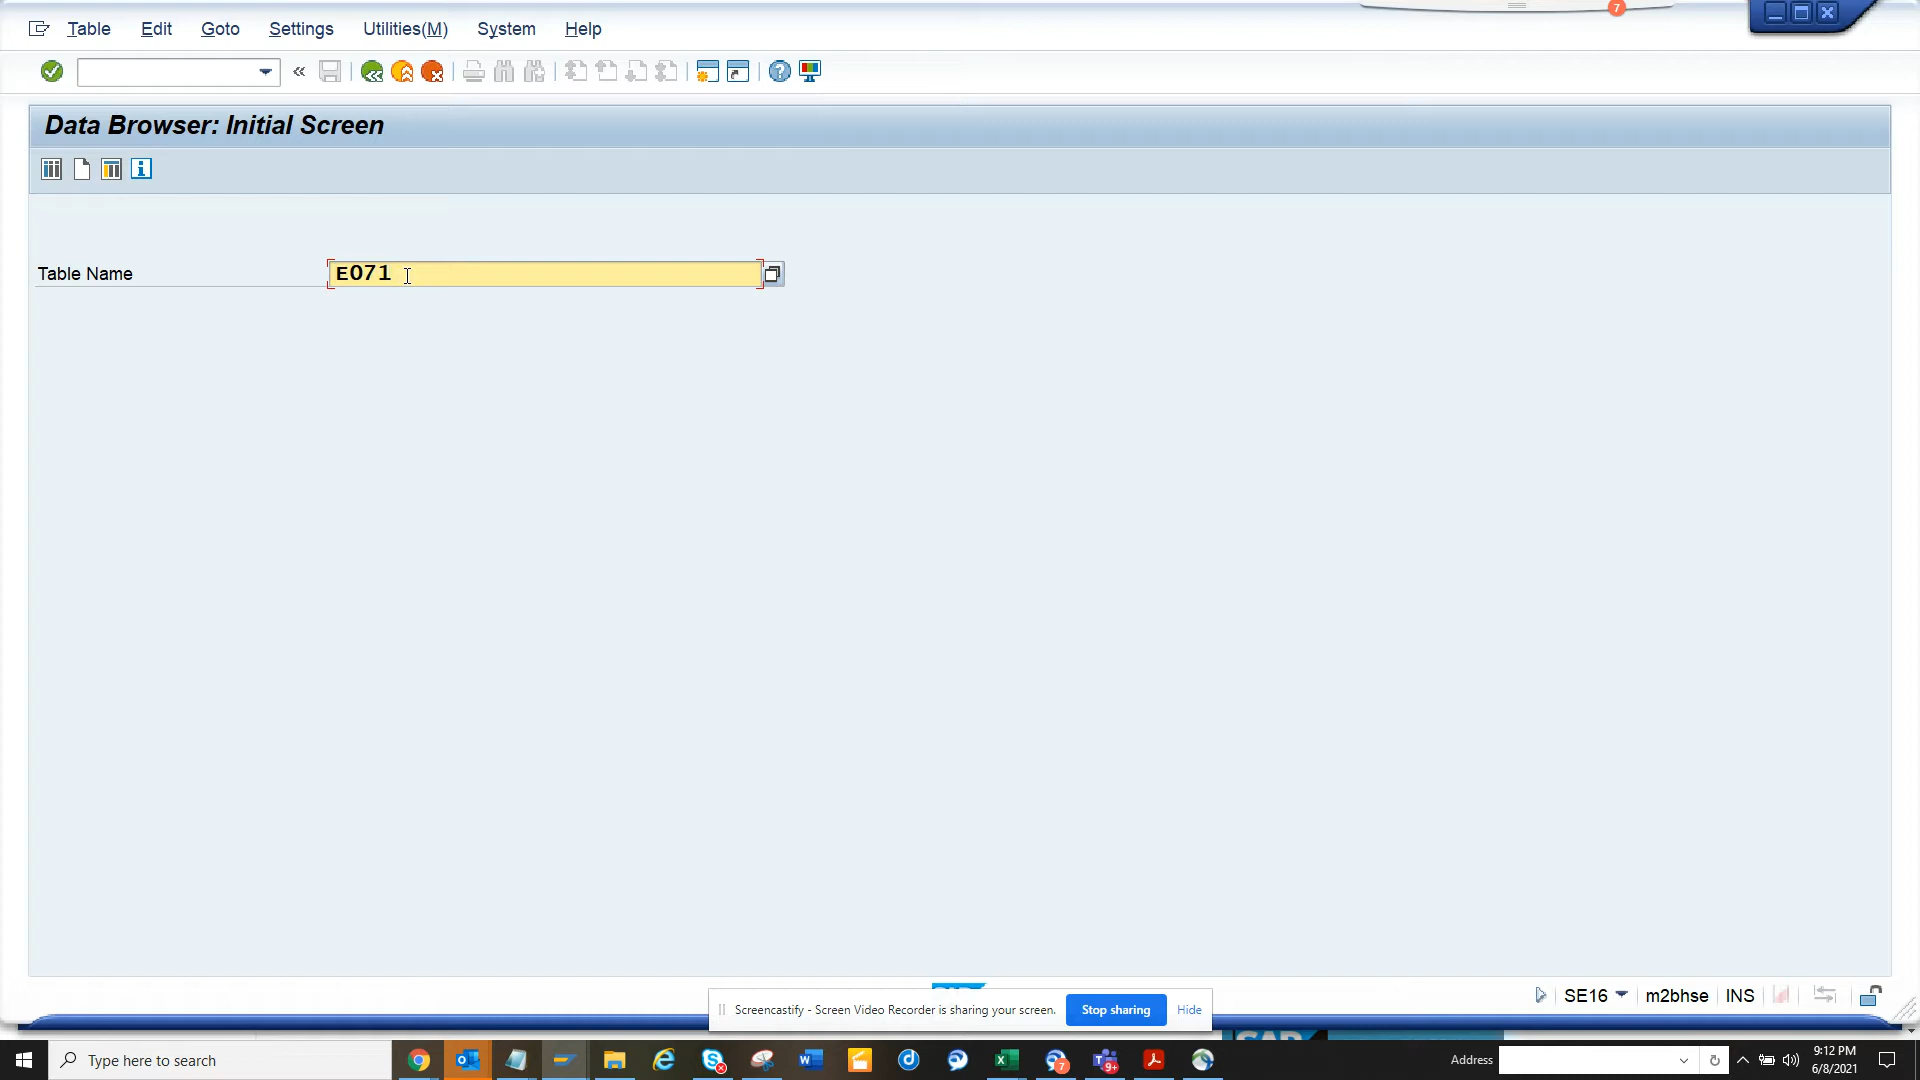 7
Table Edit Goto Settings Utilities(M) System Help
Data Browser: Initial Screen
Table Name E071
Screencastify - Screen Video Recorder is sharing your screen. Stop sharing Hide
SE16 m2bhse INS
Type here to search
7
9+
Address
9:12 PM
6/8/2021